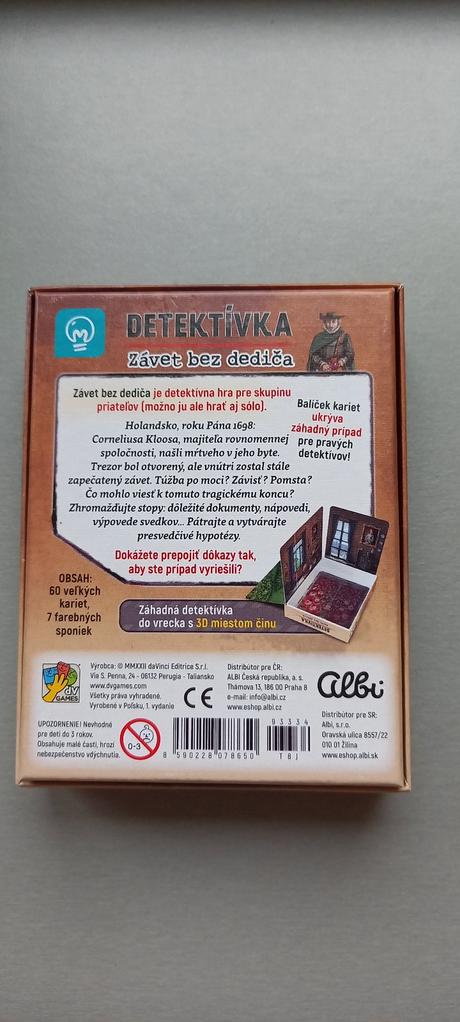 DETEKTÍVKA
Závet bez dediča
Závet bez dediča je detektívna hra pre skupinu
priateľov (možno ju ale hrať aj sólo).
Balíček kariet
ukrýva
záhadný prípad
pre pravých
detektívov!
Holandsko, roku Pána 1698:
Corneliusa Kloosa, majiteľa rovnomennej
spoločnosti, našli mŕtveho v jeho byte.
Trezor bol otvorený, ale vnútri zostal stále
zapečatený závet. Túžba po moci? Závisť? Pomsta?
Čo mohlo viesť k tomuto tragickému koncu?
Zhromažďujte stopy: dôležité dokumenty, nápovedi,
výpovede svedkov... Pátrajte a vytvárajte
presvedčivé hypotézy.
Dokážete prepojiť dôkazy tak,
aby ste prípad vyriešili?
OBSAH:
60 veľkých
kariet,
7 farebných
sponiek
Záhadná detektívka
do vrecka s 3D miestom činu
DETEKTÍVKA
dV
GAMES
Výrobca: © MMXXII daVinci Editrice S.r.l.
Via S. Penna, 24 - 06132 Perugia - Taliansko
www.dvgames.com
Všetky práva vyhradené.
Vyrobené v Poľsku, 1. vydanie
CE
Distribútor pre ČR:
ALBI Česká republika, a. s.
Thámova 13, 186 00 Praha 8
e-mail: info@albi.cz
www.eshop.albi.cz
albi
Distribútor pre SR:
Albi, s.r.o.
Oravská ulica 8557/22
010 01 Žilina
www.eshop.albi.sk
UPOZORNENIE! Nevhodné
pre deti do 3 rokov.
Obsahuje malé časti, hrozí
nebezpečenstvo vdýchnutia.
0-3
8 590228 078650
93334
T8J